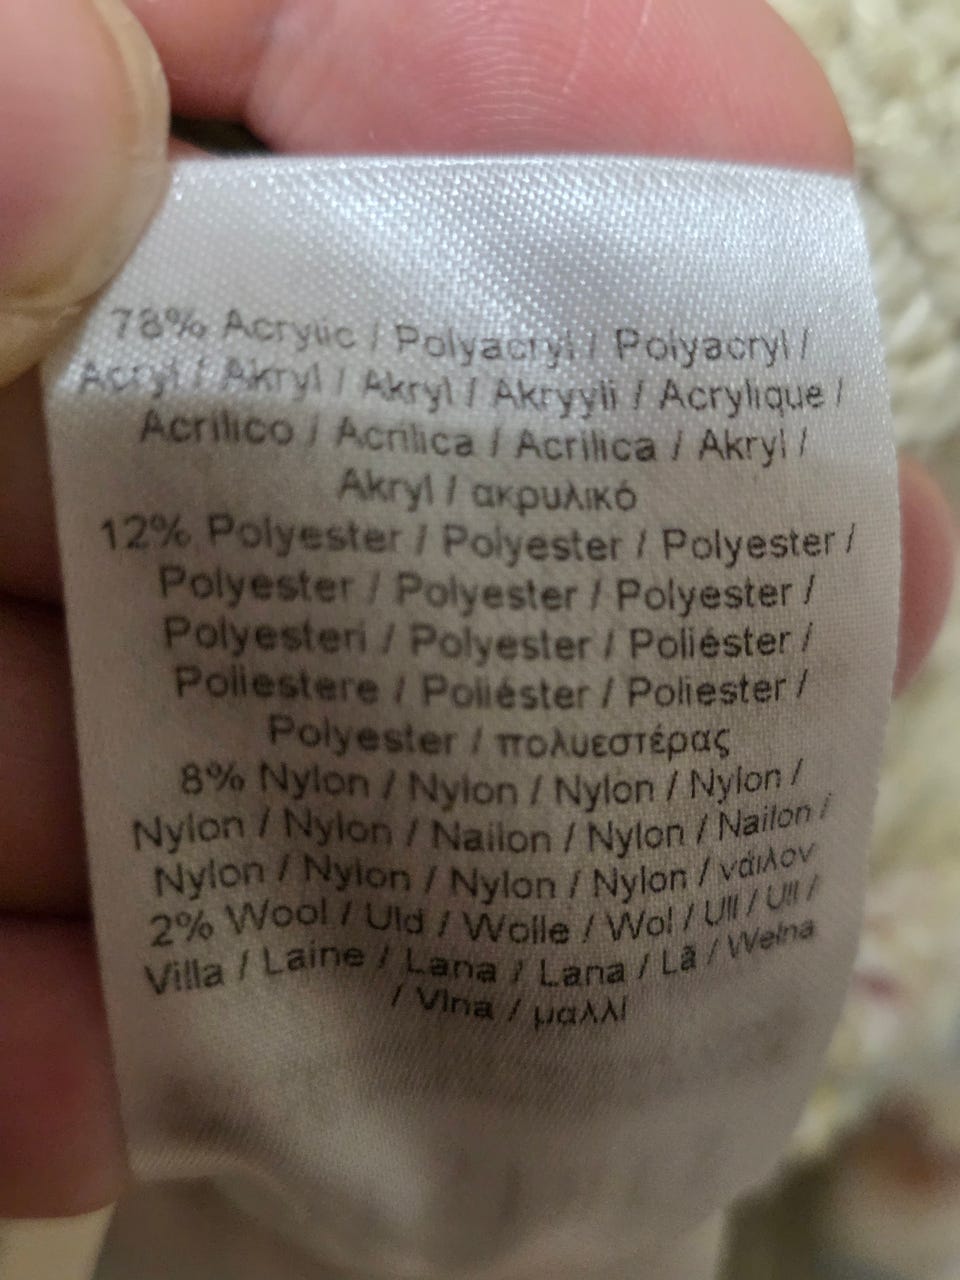 78% Acrylic / Polyacryl / Polyacryl /
Acryl / Akryl / Akryl / Akryyli / Acrylique /
Acrílico / Acrilica / Acrílica / Akryl /
Akryl / ακρυλικό
12% Polyester / Polyester / Polyester /
Polyester / Polyester / Polyester /
Polyesteri / Polyester / Poliéster /
Poliestere / Poliéster / Poliester /
Polyester / πολυεστέρας
8% Nylon / Nylon / Nylon / Nylon /
Nylon / Nylon / Nailon / Nylon / Nailon /
Nylon / Nylon / Nylon / Nylon / νάιλον
2% Wool / Uld / Wolle / Wol / Ull / Ull /
Villa / Laine / Lana / Lana / Lã / Wełna
/ Vlna / μαλλί